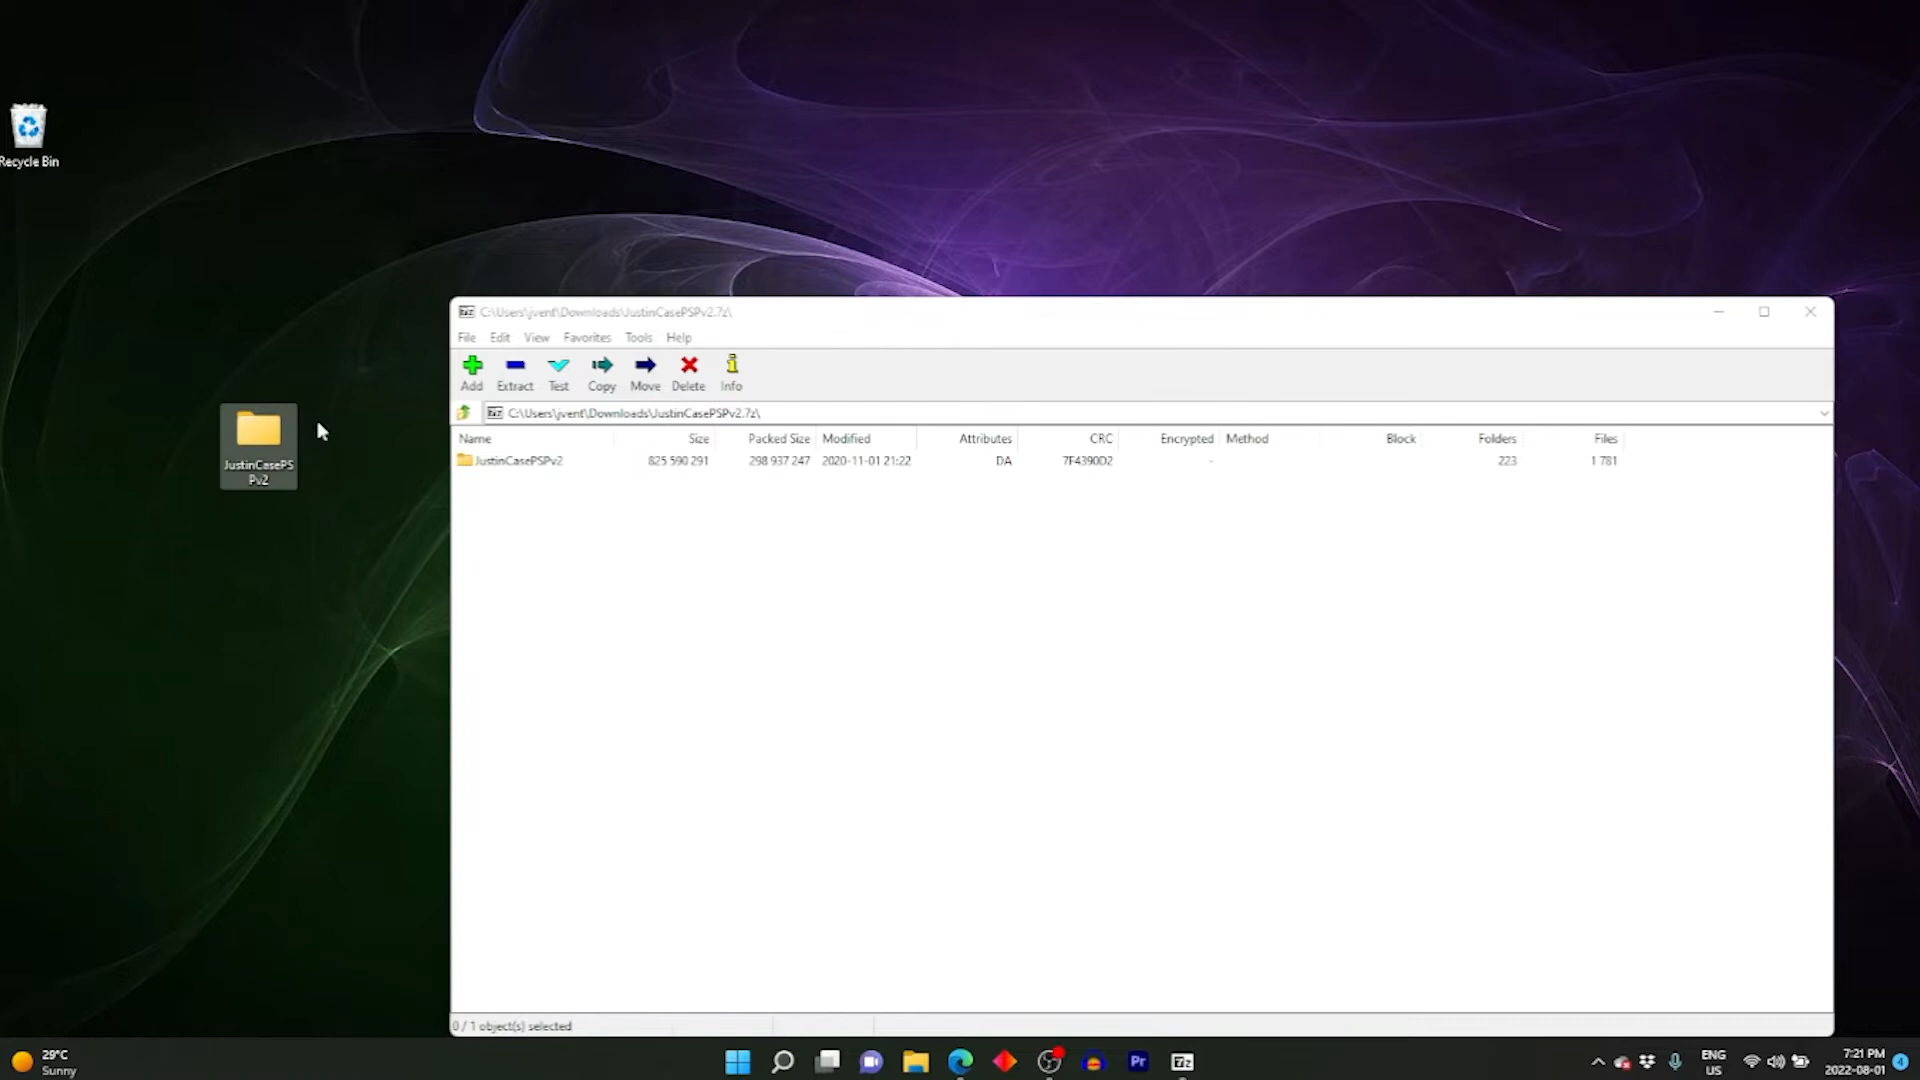 Recycle Bin
JustinCasePS
Pv2
C:\Users\jvent\Downloads\JustinCasePSPv2.7z\
File Edit View Favorites Tools Help
Add Extract Test Copy Move Delete Info
C:\Users\jvent\Downloads\JustinCasePSPv2.7z\
Name Size Packed Size Modified Attributes CRC Encrypted Method Block Folders Files
JustinCasePSPv2 825 590 291 298 937 247 2020-11-01 21:22 DA 7F4390D2 - 223 1 781
0 / 1 object(s) selected
29°C
Sunny
Pr
7z
ENG
US
7:21 PM
2022-08-01
4